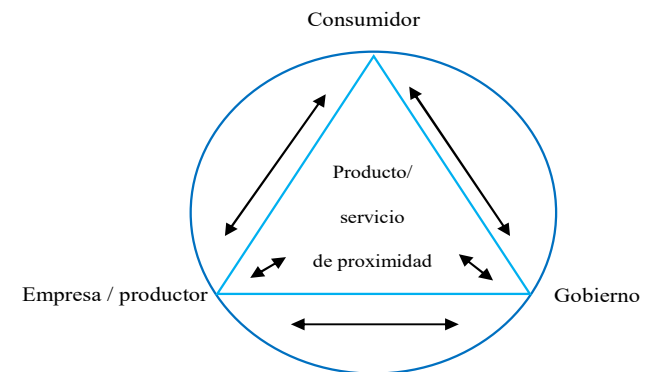 Consumidor
Producto/
servicio
de proximidad
Empresa / productor
Gobierno